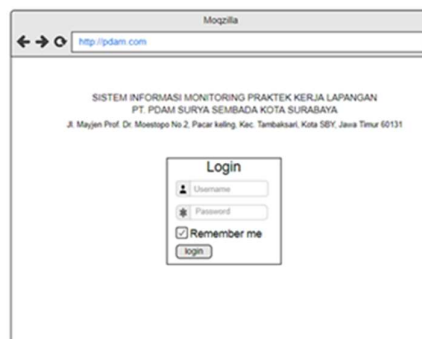 Moqzilla
http://pdam.com
SISTEM INFORMASI MONITORING PRAKTEK KERJA LAPANGAN
PT. PDAM SURYA SEMBADA KOTA SURABAYA
Jl. Mayjen Prof. Dr. Moestopo No 2, Pacar keling, Kec. Tambaksari, Kota SBY, Jawa Timur 60131
Login
Username
Password
Remember me
login